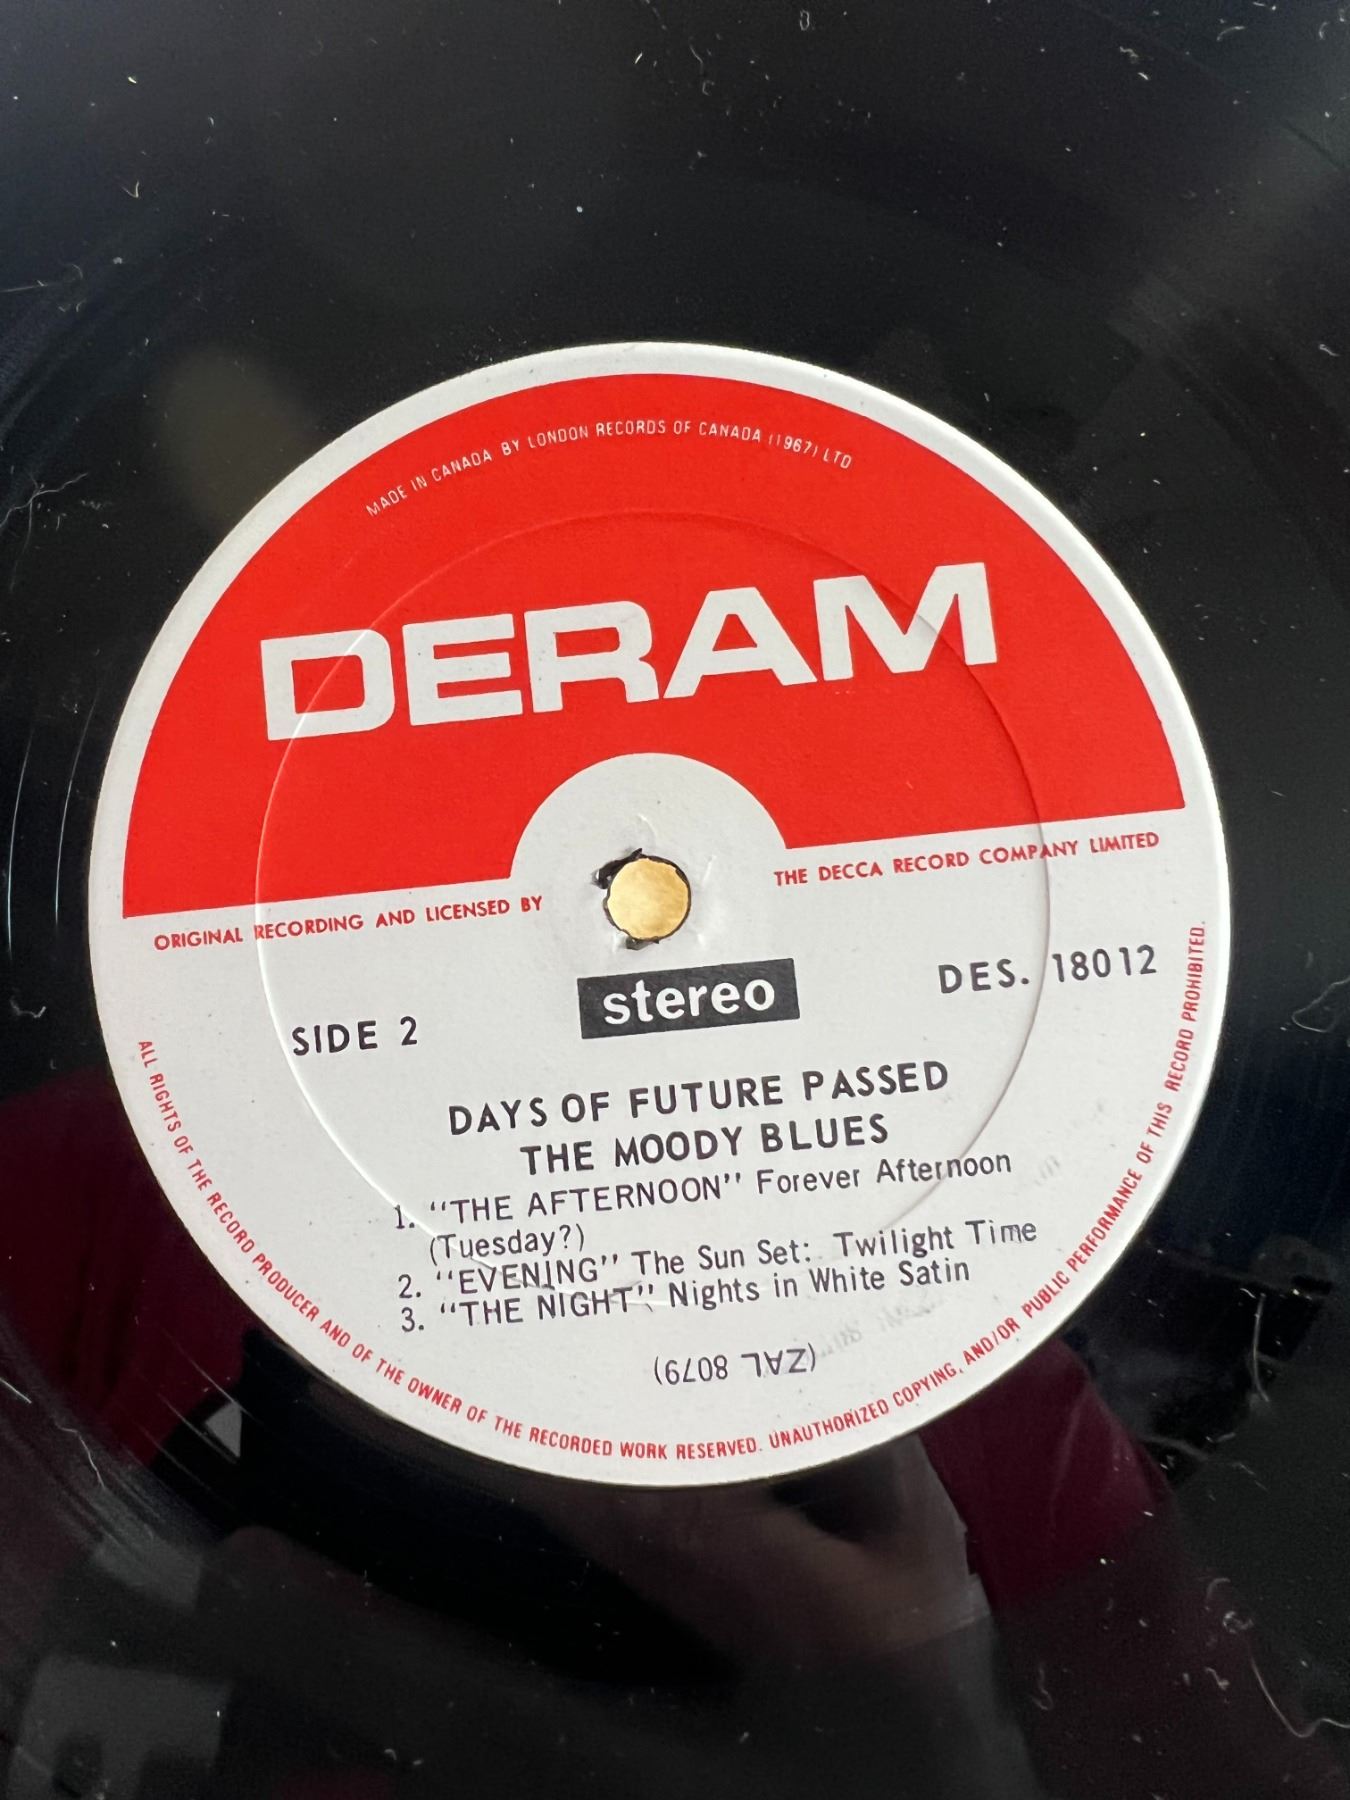 MADE IN CANADA BY LONDON RECORDS OF CANADA (1967) LTD
DERAM
ORIGINAL RECORDING AND LICENSED BY THE DECCA RECORD COMPANY LIMITED
stereo
SIDE 2
DES. 18012
DAYS OF FUTURE PASSED
THE MOODY BLUES
1. "THE AFTERNOON" Forever Afternoon
(Tuesday?)
2. "EVENING" The Sun Set: Twilight Time
3. "THE NIGHT" Nights in White Satin
(ZAL 8079)
ALL RIGHTS OF THE RECORD PRODUCER AND OF THE OWNER OF THE RECORDED WORK RESERVED. UNAUTHORIZED COPYING, AND/OR PUBLIC PERFORMANCE OF THIS RECORD PROHIBITED.